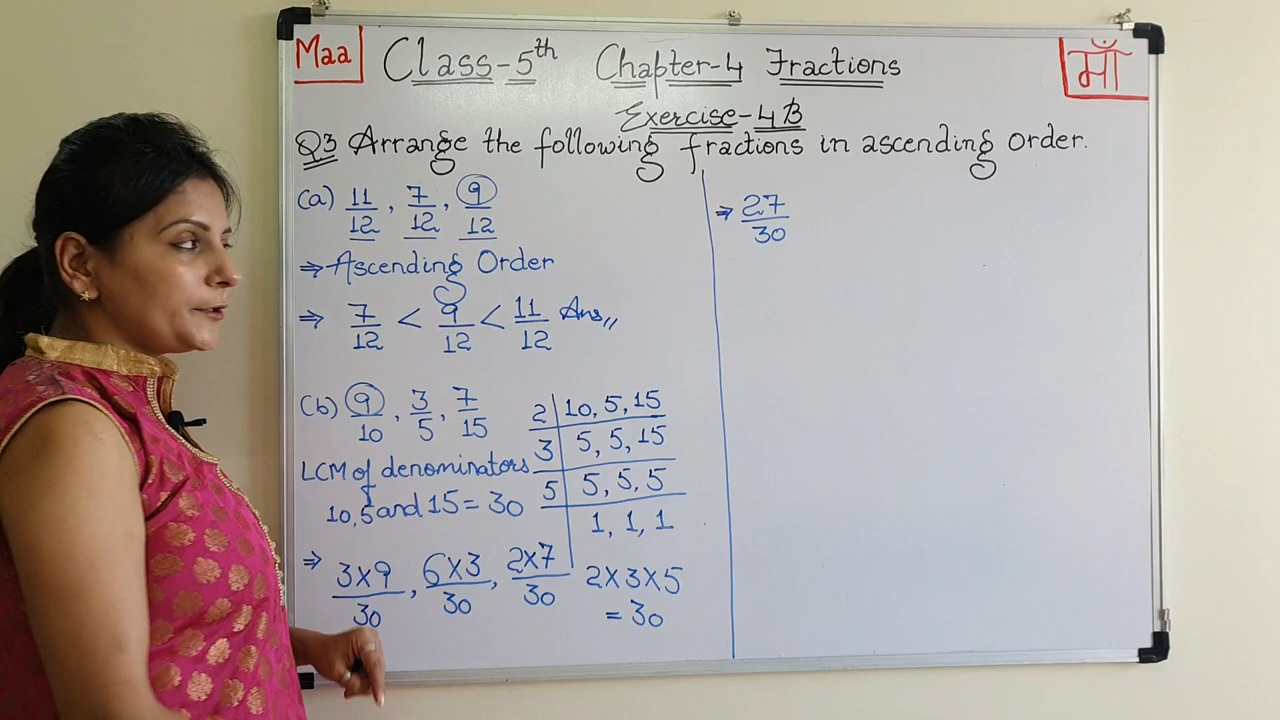 Maa Class-5th Chapter-4 Fractions माँ
Exercise-4B
Q3 Arrange the following fractions in ascending order.
(a) 11/12, 7/12, 9/12
⇒ Ascending Order
⇒ 7/12 < 9/12 < 11/12 Ans,,
(b) 9/10, 3/5, 7/15
LCM of denominators
10,5 and 15 = 30
⇒ 3×9/30, 6×3/30, 2×7/30
2 | 10, 5, 15
3 | 5, 5, 15
5 | 5, 5, 5
1, 1, 1
2×3×5
= 30
⇒ 27/30